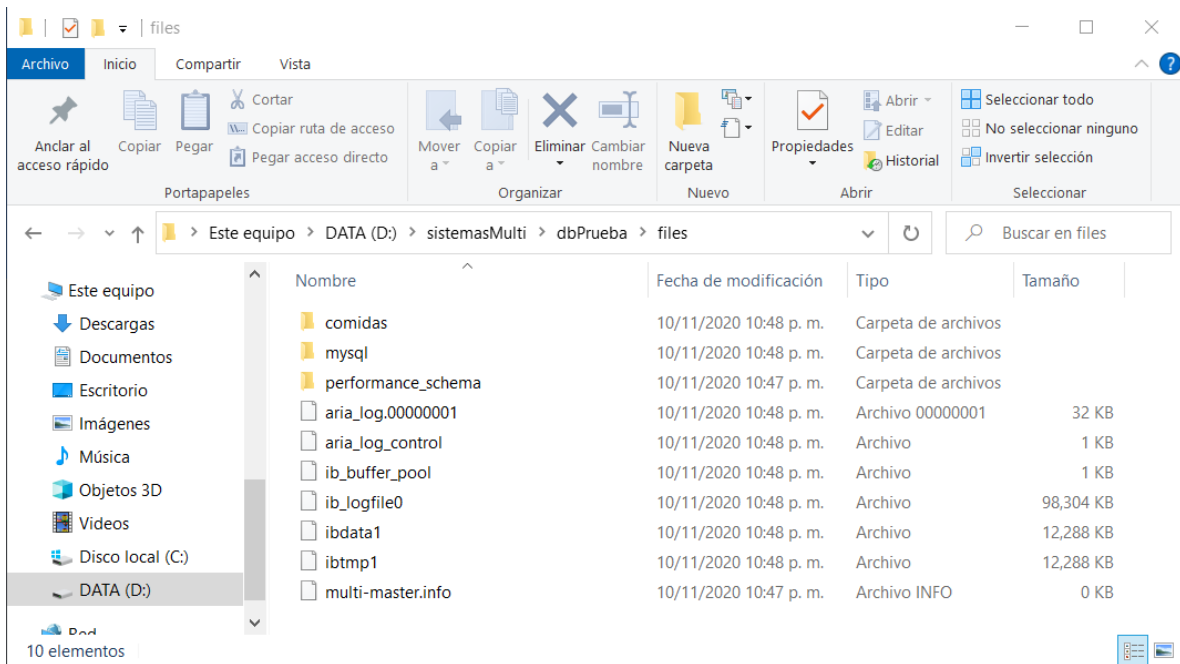 files
Archivo Inicio Compartir Vista
Anclar al acceso rápido
Copiar
Pegar
Cortar
Copiar ruta de acceso
Pegar acceso directo
Portapapeles
Mover a
Copiar a
Eliminar
Cambiar nombre
Organizar
Nueva carpeta
Nuevo
Propiedades
Abrir
Editar
Historial
Abrir
Seleccionar todo
No seleccionar ninguno
Invertir selección
Seleccionar
Este equipo > DATA (D:) > sistemasMulti > dbPrueba > files
Buscar en files
Este equipo
Descargas
Documentos
Escritorio
Imágenes
Música
Objetos 3D
Videos
Disco local (C:)
DATA (D:)
Red
Nombre Fecha de modificación Tipo Tamaño
comidas 10/11/2020 10:48 p. m. Carpeta de archivos
mysql 10/11/2020 10:48 p. m. Carpeta de archivos
performance_schema 10/11/2020 10:47 p. m. Carpeta de archivos
aria_log.00000001 10/11/2020 10:48 p. m. Archivo 00000001 32 KB
aria_log_control 10/11/2020 10:48 p. m. Archivo 1 KB
ib_buffer_pool 10/11/2020 10:48 p. m. Archivo 1 KB
ib_logfile0 10/11/2020 10:48 p. m. Archivo 98,304 KB
ibdata1 10/11/2020 10:48 p. m. Archivo 12,288 KB
ibtmp1 10/11/2020 10:48 p. m. Archivo 12,288 KB
multi-master.info 10/11/2020 10:47 p. m. Archivo INFO 0 KB
10 elementos